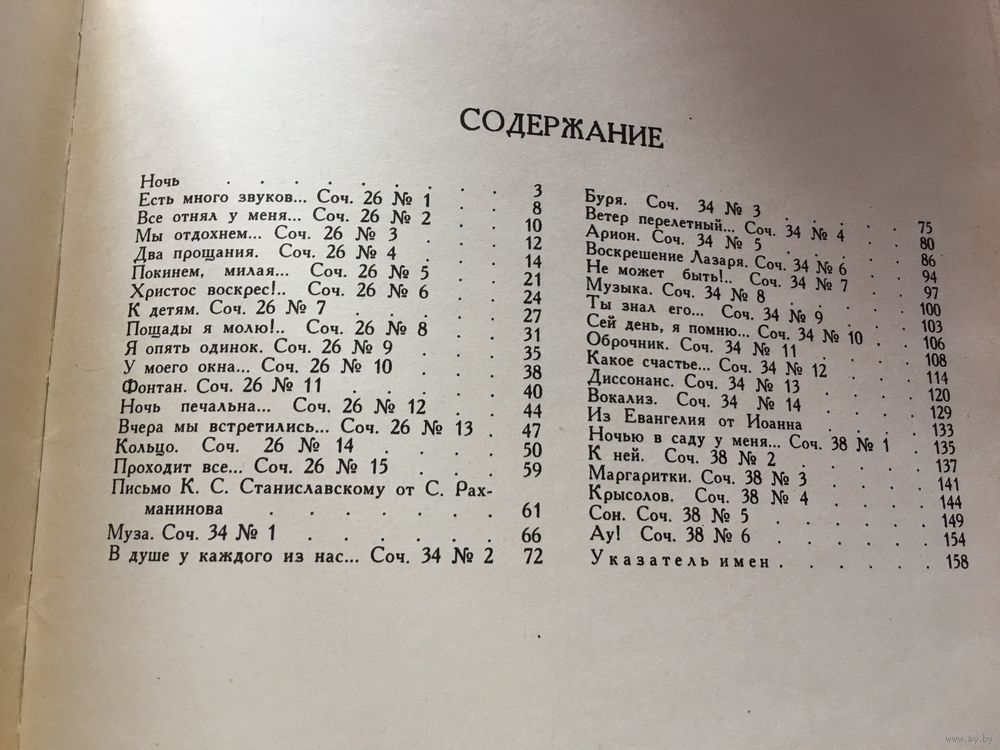 СОДЕРЖАНИЕ
Ночь . . . . . . . . 3
Есть много звуков... Соч. 26 № 1 . . 8
Все отнял у меня... Соч. 26 № 2 . . 10
Мы отдохнем... Соч. 26 № 3 . . . 12
Два прощания. Соч. 26 № 4 . . . 14
Покинем, милая... Соч. 26 № 5 . . 21
Христос воскрес!.. Соч. 26 № 6 . . 24
К детям. Соч. 26 № 7 . . . . 27
Пощады я молю!.. Соч. 26 № 8 . . 31
Я опять одинок. Соч. 26 № 9 . . . 35
У моего окна... Соч. 26 № 10 . . . 38
Фонтан. Соч. 26 № 11 . . . . 40
Ночь печальна... Соч. 26 № 12 . . 44
Вчера мы встретились... Соч. 26 № 13 . 47
Кольцо. Соч. 26 № 14 . . . 50
Проходит все... Соч. 26 № 15 . . . 59
Письмо К. С. Станиславскому от С. Рах-
манинова . . . . . . 61
Муза. Соч. 34 № 1 . . . . . 66
В душе у каждого из нас... Соч. 34 № 2 72
Буря. Соч. 34 № 3 . . . . . 75
Ветер перелетный... Соч. 34 № 4 . . 80
Арион. Соч. 34 № 5 . . . . . 86
Воскрешение Лазаря. Соч. 34 № 6 . . 94
Не может быть!.. Соч. 34 № 7 . . 97
Музыка. Соч. 34 № 8 . . . . 100
Ты знал его... Соч. 34 № 9 . . . 103
Сей день, я помню... Соч. 34 № 10 . . 106
Оброчник. Соч. 34 № 11 . . . 108
Какое счастье... Соч. 34 № 12 . . . 114
Диссонанс. Соч. 34 № 13 . . . 120
Вокализ. Соч. 34 № 14 . . . . 129
Из Евангелия от Иоанна . . . . 133
Ночью в саду у меня... Соч. 38 № 1 . 135
К ней. Соч. 38 № 2 . . . . 137
Маргаритки. Соч. 38 № 3 . . . 141
Крысолов. Соч. 38 № 4 . . . 144
Сон. Соч. 38 № 5 . . . . . 149
Ау! Соч. 38 № 6 . . . . . 154
Указатель имен . . . . . . 158
www.ay.by